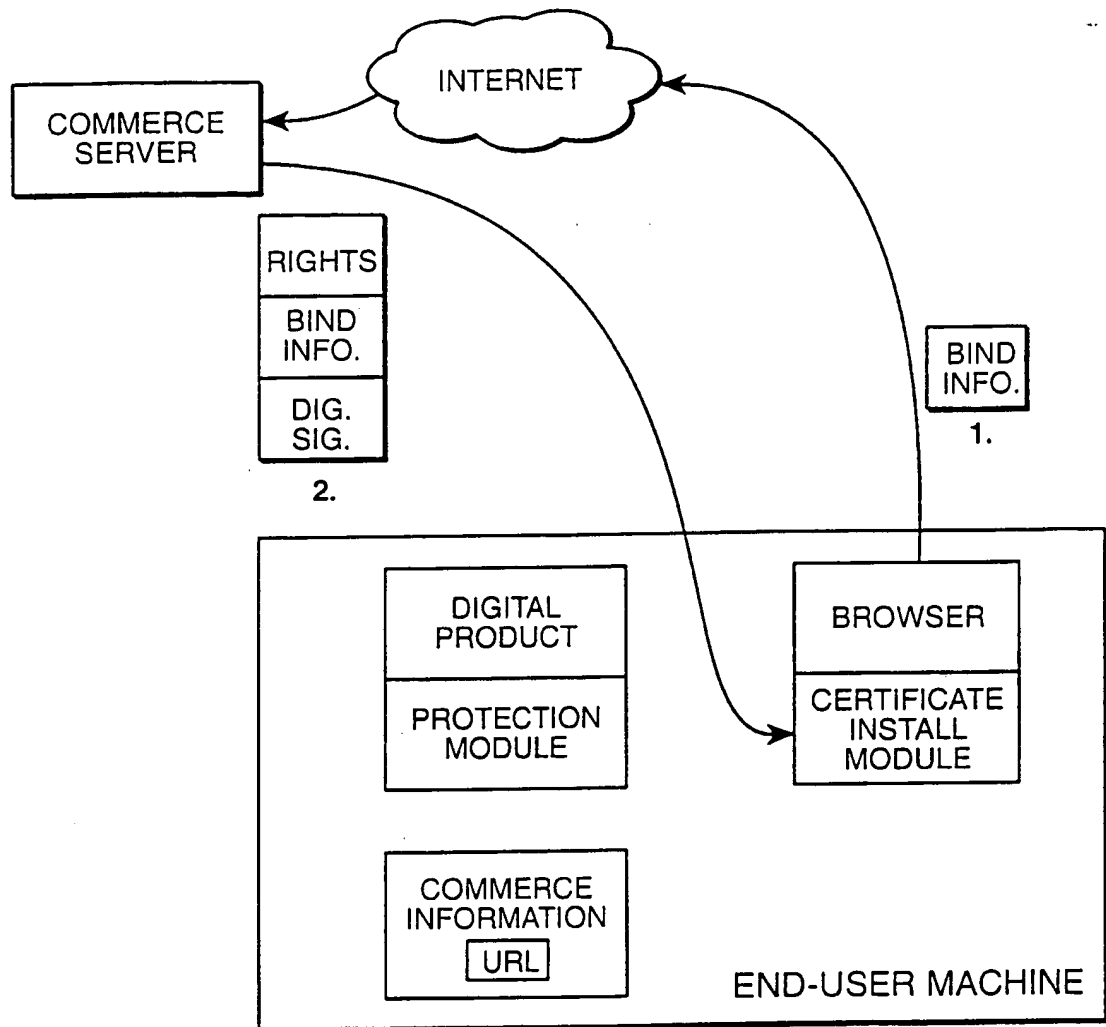 INTERNET
COMMERCE
SERVER
RIGHTS
BIND
INFO.
DIG.
SIG.
2.
BIND
INFO.
1.
DIGITAL
PRODUCT
PROTECTION
MODULE
BROWSER
CERTIFICATE
INSTALL
MODULE
COMMERCE
INFORMATION
URL
END-USER MACHINE